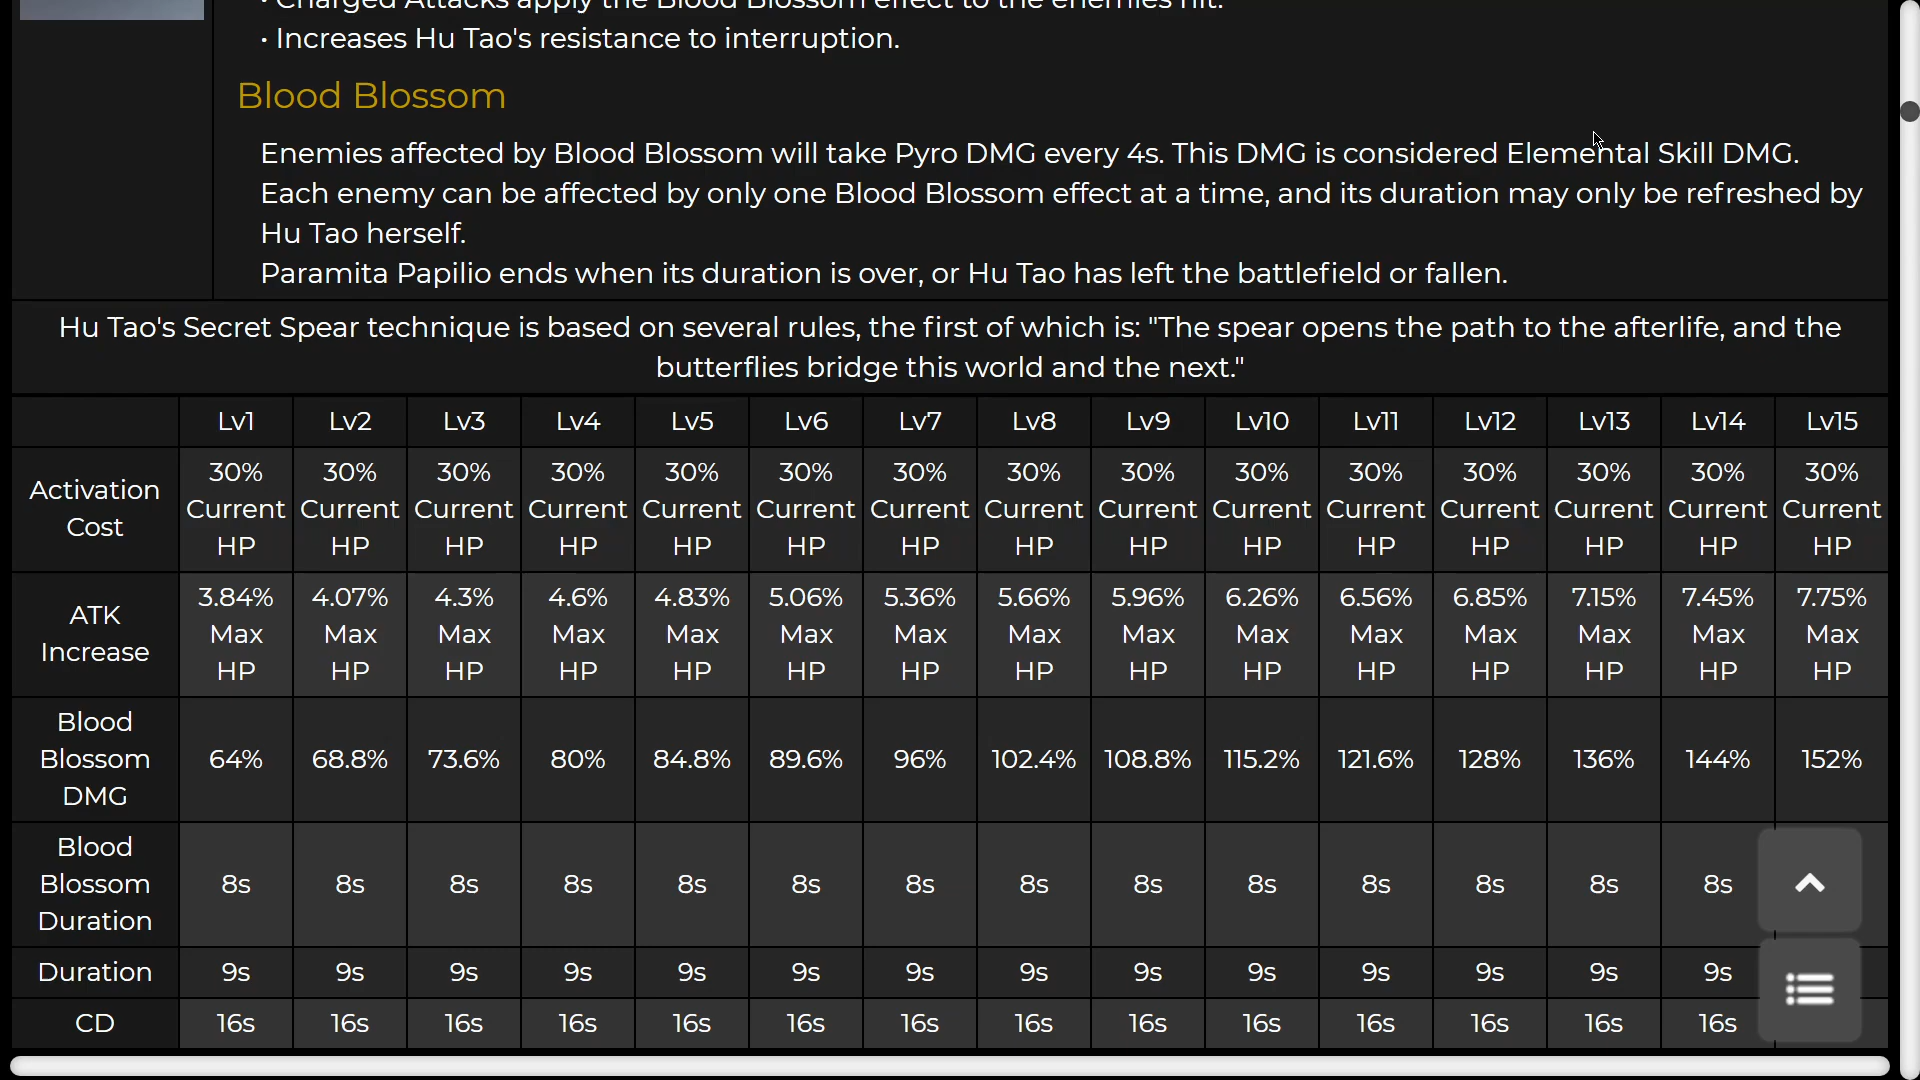 · Charged Attacks apply the Blood Blossom effect to the enemies hit.
· Increases Hu Tao's resistance to interruption.
Blood Blossom
Enemies affected by Blood Blossom will take Pyro DMG every 4s. This DMG is considered Elemental Skill DMG.
Each enemy can be affected by only one Blood Blossom effect at a time, and its duration may only be refreshed by
Hu Tao herself.
Paramita Papilio ends when its duration is over, or Hu Tao has left the battlefield or fallen.
Hu Tao's Secret Spear technique is based on several rules, the first of which is: "The spear opens the path to the afterlife, and the
butterflies bridge this world and the next."
Lv1 Lv2 Lv3 Lv4 Lv5 Lv6 Lv7 Lv8 Lv9 Lv10 Lv11 Lv12 Lv13 Lv14 Lv15
Activation Cost 30% Current HP 30% Current HP 30% Current HP 30% Current HP 30% Current HP 30% Current HP 30% Current HP 30% Current HP 30% Current HP 30% Current HP 30% Current HP 30% Current HP 30% Current HP 30% Current HP 30% Current HP
ATK Increase 3.84% Max HP 4.07% Max HP 4.3% Max HP 4.6% Max HP 4.83% Max HP 5.06% Max HP 5.36% Max HP 5.66% Max HP 5.96% Max HP 6.26% Max HP 6.56% Max HP 6.85% Max HP 7.15% Max HP 7.45% Max HP 7.75% Max HP
Blood Blossom DMG 64% 68.8% 73.6% 80% 84.8% 89.6% 96% 102.4% 108.8% 115.2% 121.6% 128% 136% 144% 152%
Blood Blossom Duration 8s 8s 8s 8s 8s 8s 8s 8s 8s 8s 8s 8s 8s 8s
Duration 9s 9s 9s 9s 9s 9s 9s 9s 9s 9s 9s 9s 9s 9s
CD 16s 16s 16s 16s 16s 16s 16s 16s 16s 16s 16s 16s 16s 16s